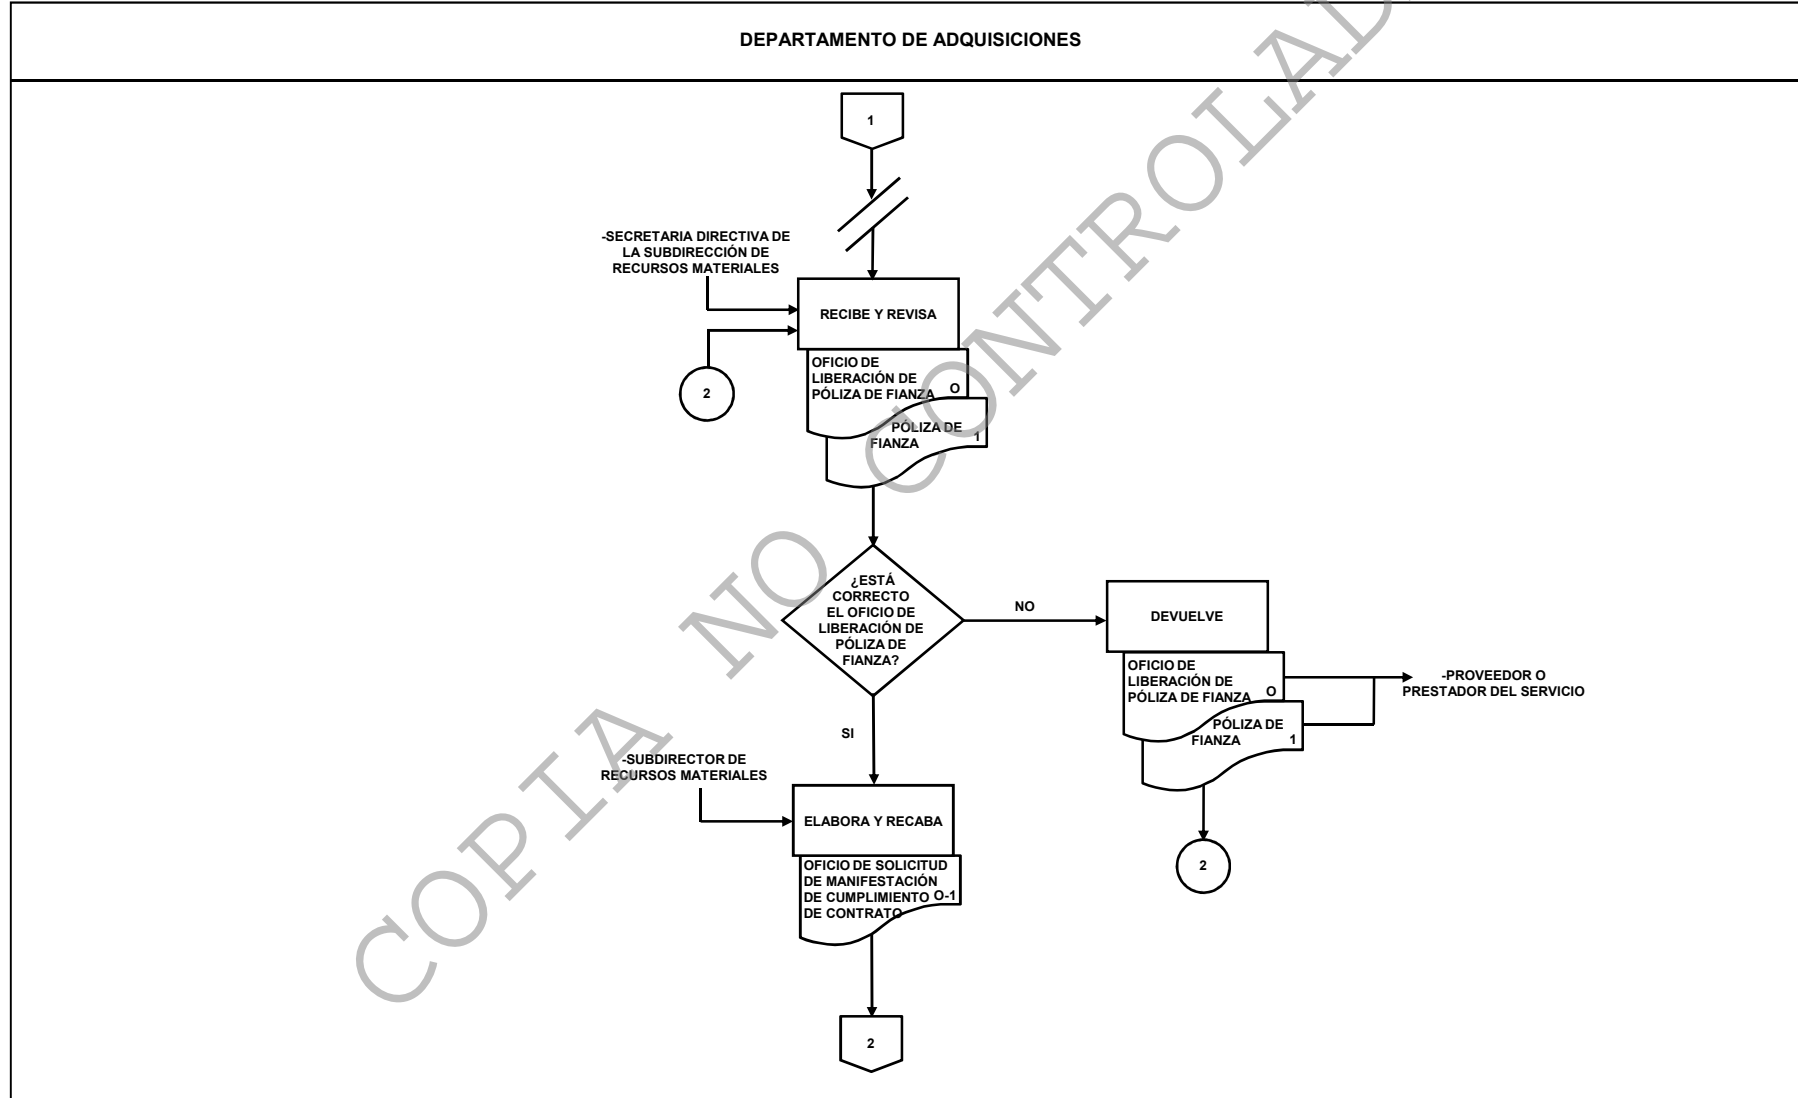 DEPARTAMENTO DE ADQUISICIONES
1
-SECRETARIA DIRECTIVA DE
LA SUBDIRECCIÓN DE
RECURSOS MATERIALES
RECIBE Y REVISA
2
OFICIO DE
LIBERACIÓN DE
PÓLIZA DE FIANZA O
PÓLIZA DE
FIANZA 1
¿ESTÁ
CORRECTO
EL OFICIO DE
LIBERACIÓN DE
PÓLIZA DE
FIANZA?
NO
DEVUELVE
OFICIO DE
LIBERACIÓN DE
PÓLIZA DE FIANZA O
PÓLIZA DE
FIANZA 1
-PROVEEDOR O
PRESTADOR DEL SERVICIO
2
SI
-SUBDIRECTOR DE
RECURSOS MATERIALES
ELABORA Y RECABA
OFICIO DE SOLICITUD
DE MANIFESTACIÓN
DE CUMPLIMIENTO O-1
DE CONTRATO
2
COPIA NO CONTROLAD